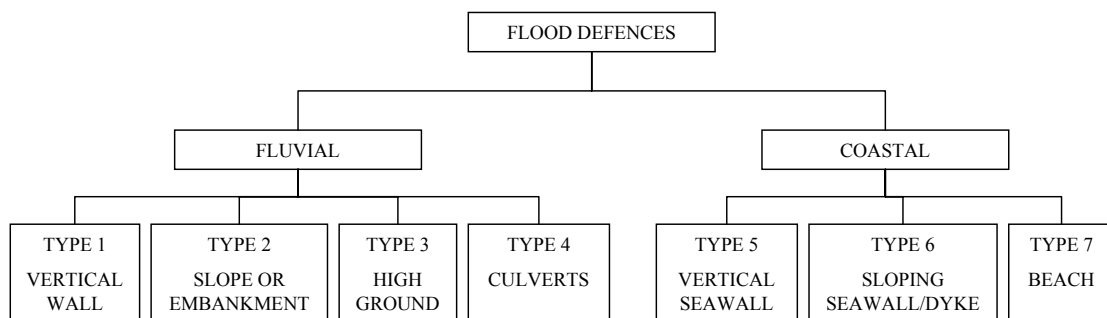 FLOOD DEFENCES
FLUVIAL
COASTAL
TYPE 1
VERTICAL
WALL
TYPE 2
SLOPE OR
EMBANKMENT
TYPE 3
HIGH
GROUND
TYPE 4
CULVERTS
TYPE 5
VERTICAL
SEAWALL
TYPE 6
SLOPING
SEAWALL/DYKE
TYPE 7
BEACH